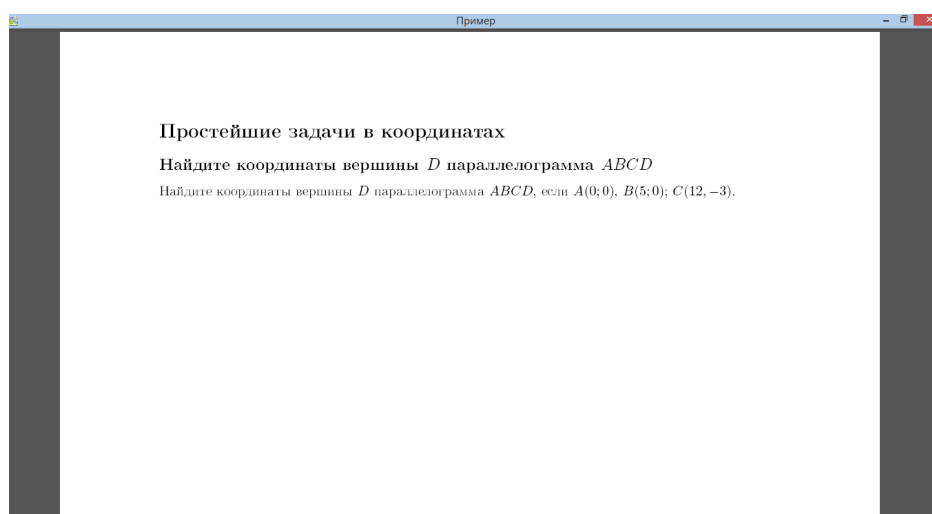 Пример
Простейшие задачи в координатах
Найдите координаты вершины D параллелограмма ABCD
Найдите координаты вершины D параллелограмма ABCD, если A(0; 0), B(5; 0); C(12, −3).